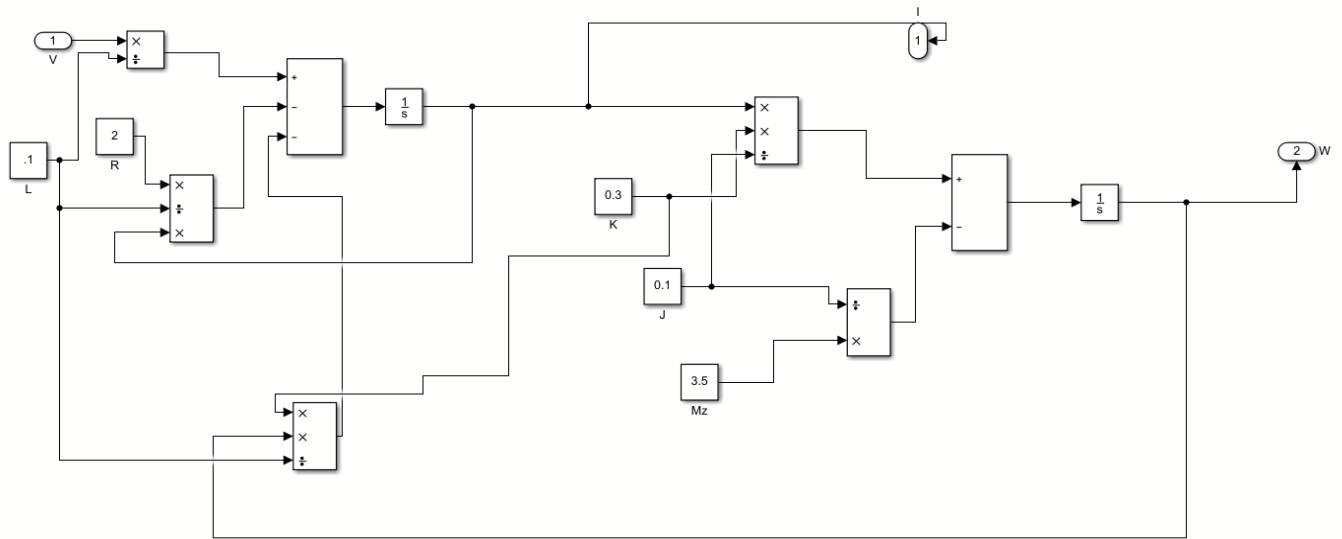 I
1
1
V
×
÷
+
−
−
1
s
2
R
.1
L
×
÷
×
×
×
÷
0.3
K
0.1
J
÷
×
3.5
Mz
+
−
1
s
2
W
×
×
÷